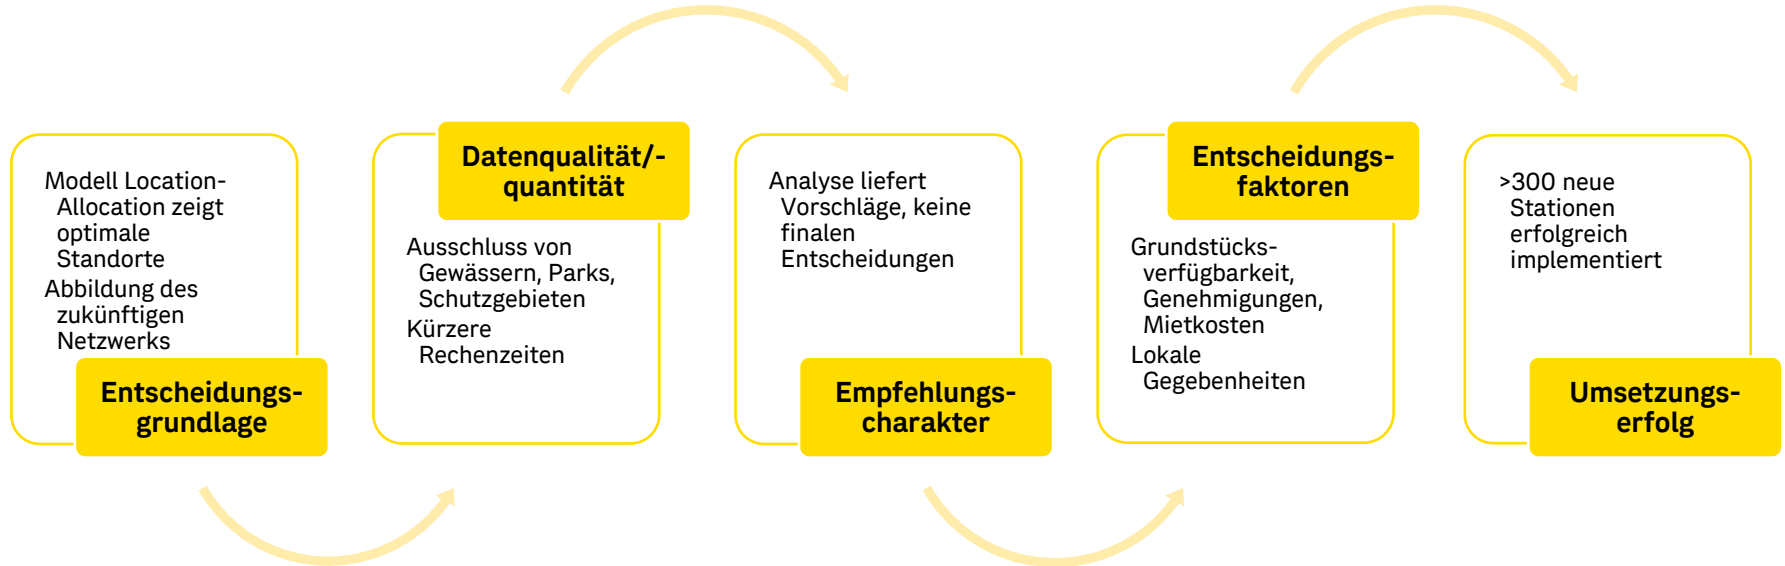 Modell Location-
Allocation zeigt
optimale
Standorte
Abbildung des
zukünftigen
Netzwerks
Entscheidungs-
grundlage
Datenqualität/-
quantität
Ausschluss von
Gewässern, Parks,
Schutzgebieten
Kürzere
Rechenzeiten
Analyse liefert
Vorschläge, keine
finalen
Entscheidungen
Empfehlungs-
charakter
Entscheidungs-
faktoren
Grundstücks-
verfügbarkeit,
Genehmigungen,
Mietkosten
Lokale
Gegebenheiten
>300 neue
Stationen
erfolgreich
implementiert
Umsetzungs-
erfolg